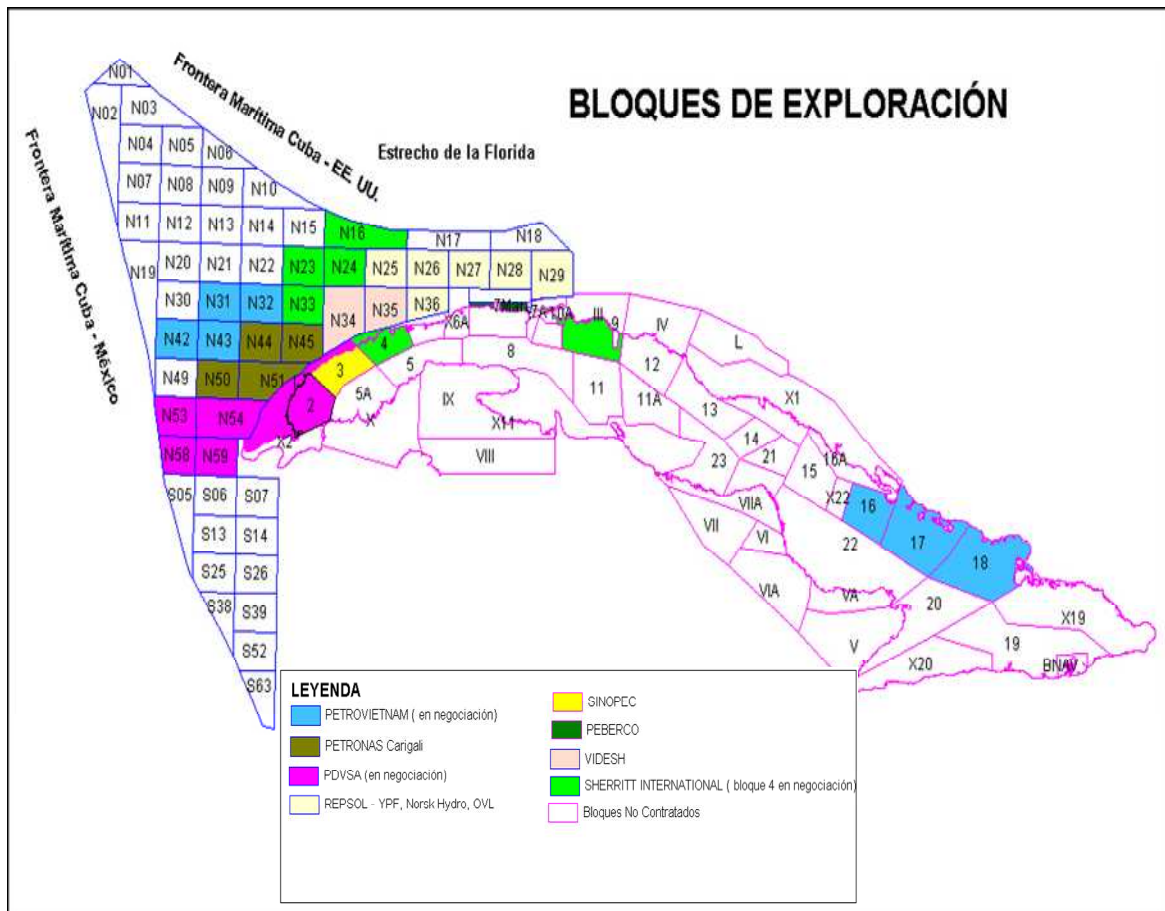 BLOQUES DE EXPLORACIÓN
Frontera Marítima Cuba - EE. UU.
Estrecho de la Florida
Frontera Marítima Cuba - México
N01
N02
N03
N04
N05
N06
N07
N08
N09
N10
N11
N12
N13
N14
N15
N16
N17
N18
N19
N20
N21
N22
N23
N24
N25
N26
N27
N28
N29
N30
N31
N32
N33
N34
N35
N36
N42
N43
N44
N45
N49
N50
N51
N53
N54
N58
N59
S05
S06
S07
S13
S14
S25
S26
S38
S39
S52
S63
2
3
4
5
5A
X
X6A
7A
10A
III
9
IV
L
X1
8
IX
X11
VIII
11
11A
12
13
14
21
23
15
16A
X22
16
17
18
VIIA
VII
VI
VIA
22
VA
V
20
X20
19
X19
BNAV
LEYENDA
PETROVIETNAM ( en negociación)
PETRONAS Carigali
PDVSA (en negociación)
REPSOL - YPF, Norsk Hydro, OVL
SINOPEC
PEBERCO
VIDESH
SHERRITT INTERNATIONAL ( bloque 4 en negociación)
Bloques No Contratados